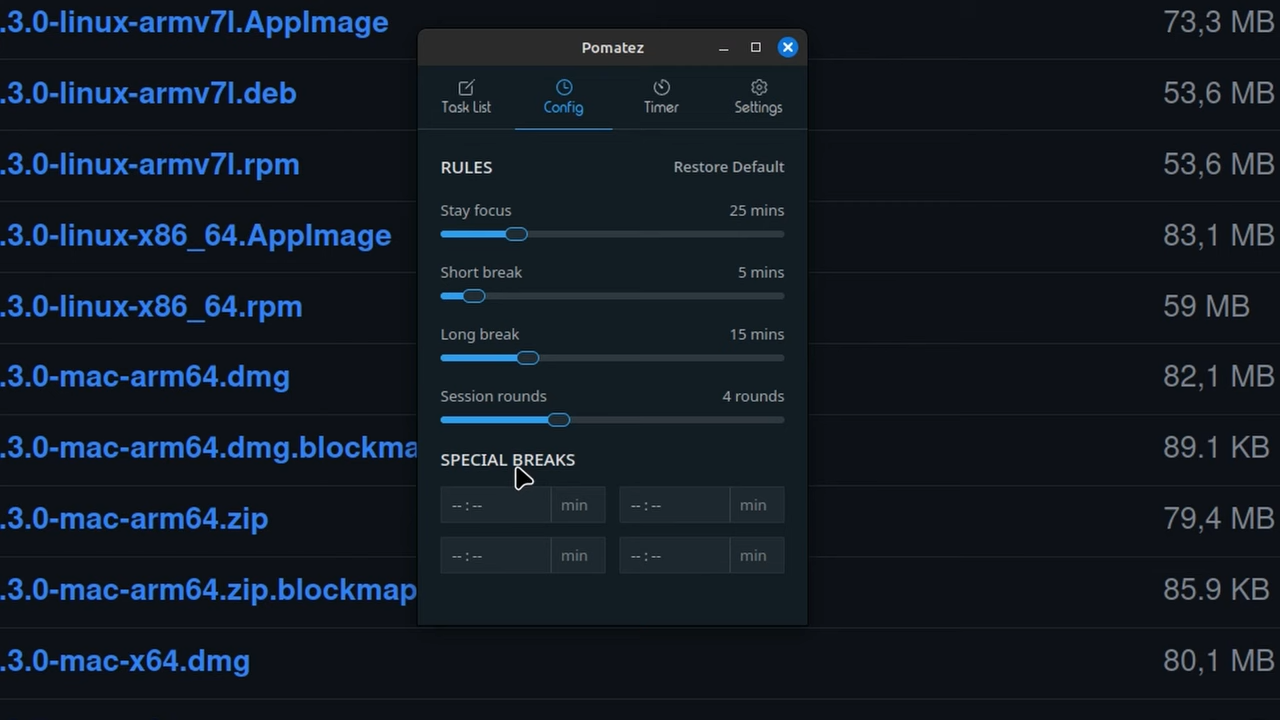 .3.0-linux-armv7l.AppImage 73,3 MB
.3.0-linux-armv7l.deb 53,6 MB
.3.0-linux-armv7l.rpm 53,6 MB
.3.0-linux-x86_64.AppImage 83,1 MB
.3.0-linux-x86_64.rpm 59 MB
.3.0-mac-arm64.dmg 82,1 MB
.3.0-mac-arm64.dmg.blockma 89.1 KB
.3.0-mac-arm64.zip 79,4 MB
.3.0-mac-arm64.zip.blockmap 85.9 KB
.3.0-mac-x64.dmg 80,1 MB
Pomatez
Task List Config Timer Settings
RULES Restore Default
Stay focus 25 mins
Short break 5 mins
Long break 15 mins
Session rounds 4 rounds
SPECIAL BREAKS
--:-- min --:-- min
--:-- min --:-- min